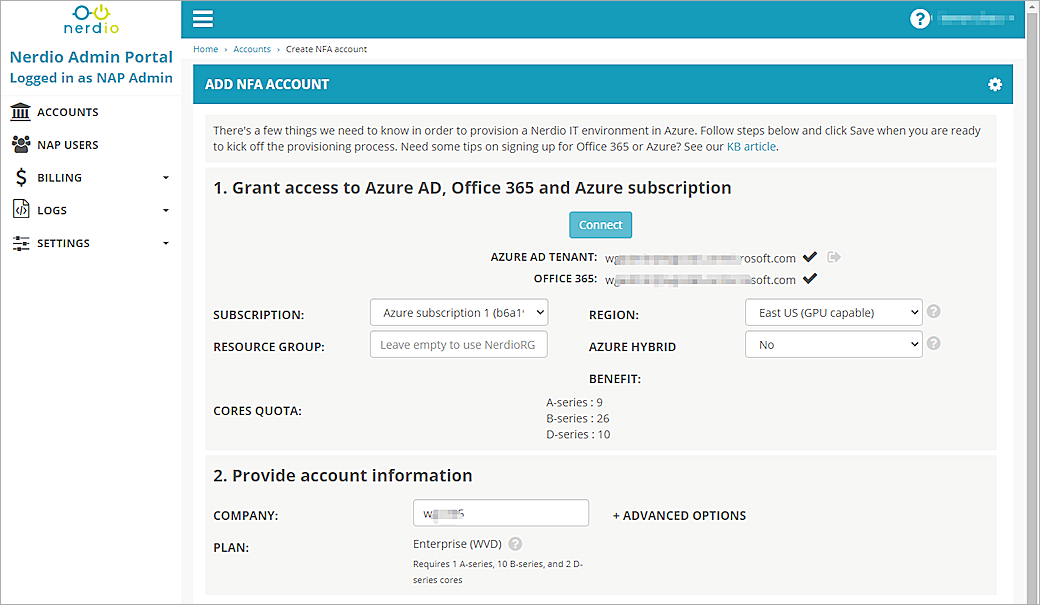 nerdio
Nerdio Admin Portal
Logged in as NAP Admin
ACCOUNTS
NAP USERS
BILLING
LOGS
SETTINGS
Home › Accounts › Create NFA account
ADD NFA ACCOUNT
There's a few things we need to know in order to provision a Nerdio IT environment in Azure. Follow steps below and click Save when you are ready
to kick off the provisioning process. Need some tips on signing up for Office 365 or Azure? See our KB article.
1. Grant access to Azure AD, Office 365 and Azure subscription
Connect
AZURE AD TENANT: rosoft.com
OFFICE 365: soft.com
SUBSCRIPTION: Azure subscription 1 (b6a1 REGION: East US (GPU capable)
RESOURCE GROUP: Leave empty to use NerdioRG AZURE HYBRID No
BENEFIT:
CORES QUOTA:
A-series : 9
B-series : 26
D-series : 10
2. Provide account information
COMPANY: + ADVANCED OPTIONS
PLAN: Enterprise (WVD)
Requires 1 A-series, 10 B-series, and 2 D-
series cores